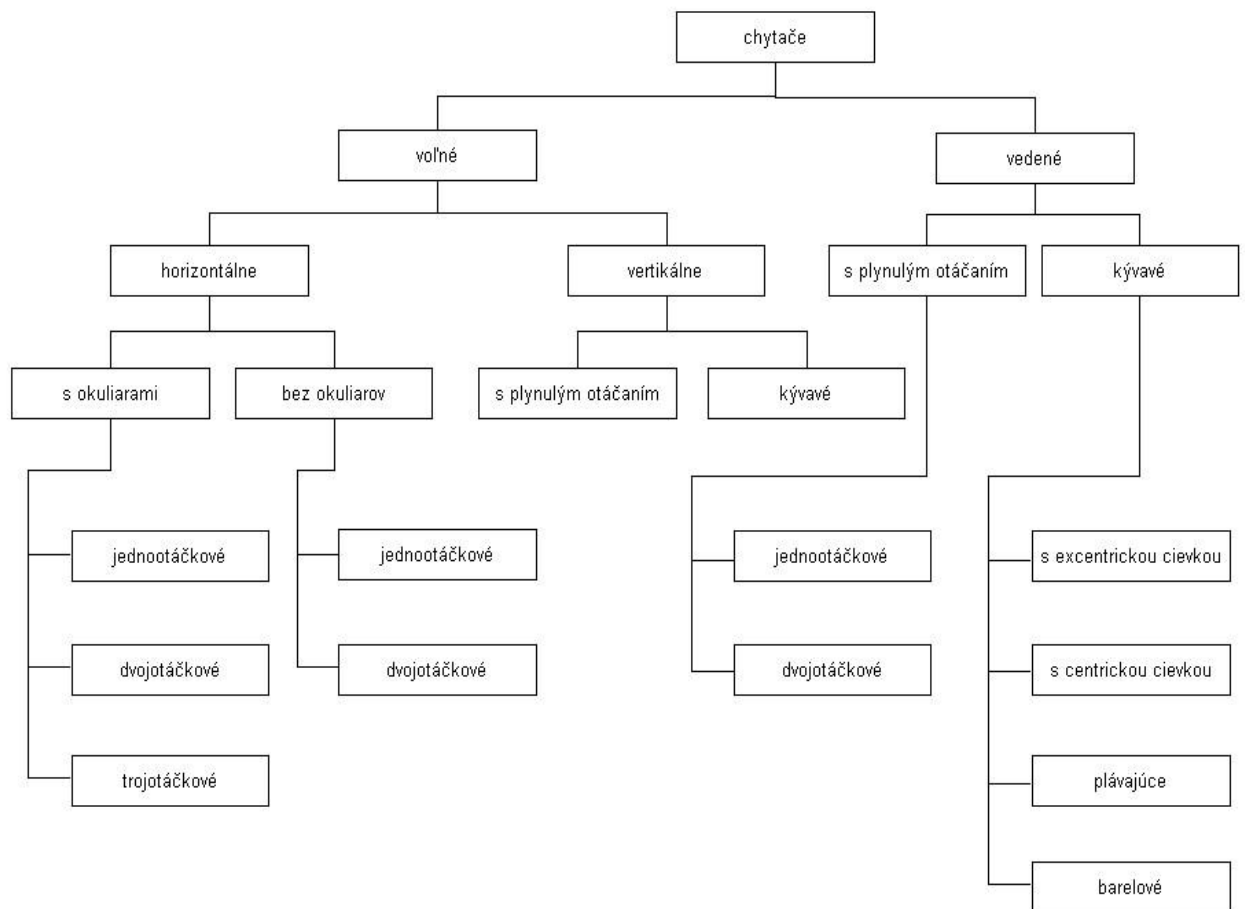 chytače
voľné
vedené
horizontálne
vertikálne
s plynulým otáčaním
kývavé
s okuliarami
bez okuliarov
s plynulým otáčaním
kývavé
jednootáčkové
jednootáčkové
jednootáčkové
s excentrickou cievkou
dvojotáčkové
dvojotáčkové
dvojotáčkové
s centrickou cievkou
trojotáčkové
plávajúce
barelové